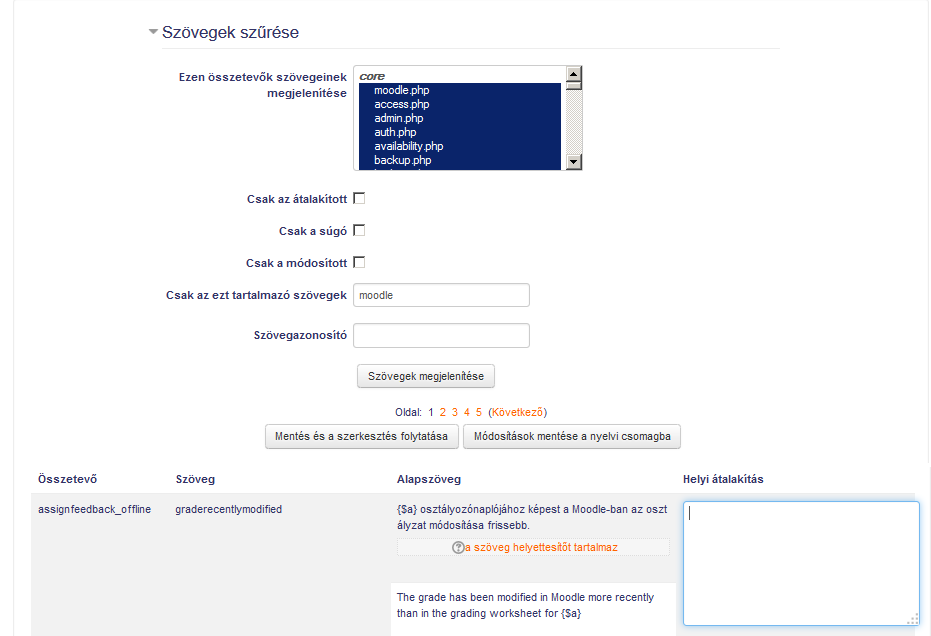 Szövegek szűrése
Ezen összetevők szövegeinek
megjelenítése
core
moodle.php
access.php
admin.php
auth.php
availability.php
backup.php
Csak az átalakított
Csak a súgó
Csak a módosított
Csak az ezt tartalmazó szövegek moodle
Szövegazonosító
Szövegek megjelenítése
Oldal: 1 2 3 4 5 (Következő)
Mentés és a szerkesztés folytatása Módosítások mentése a nyelvi csomagba
Összetevő Szöveg Alapszöveg Helyi átalakítás
assignfeedback_offline graderecentlymodified {$a} osztályozónaplójához képest a Moodle-ban az oszt
ályzat módosítása frissebb.
a szöveg helyettesítőt tartalmaz
The grade has been modified in Moodle more recently
than in the grading worksheet for {$a}